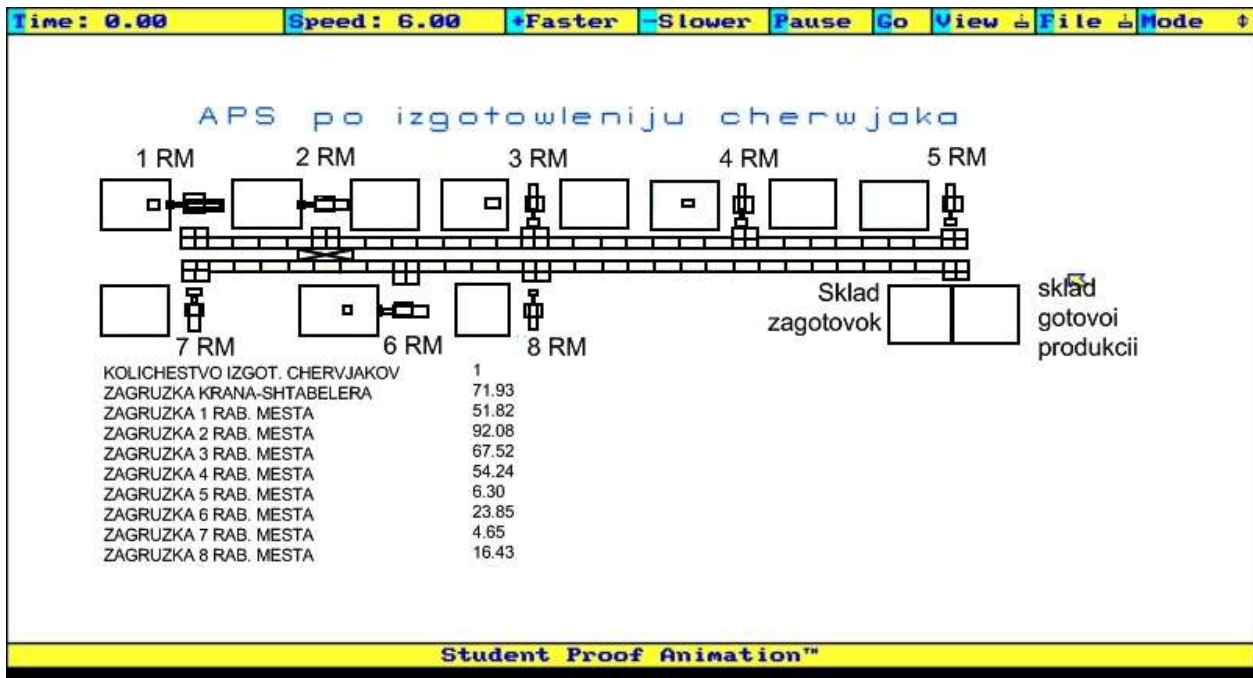 Time: 0.00 Speed: 6.00 +Faster -Slower Pause Go View File Mode
APS po izgotowleniju cherwjaka
1 RM 2 RM 3 RM 4 RM 5 RM
Sklad zagotovok
sklad gotovoi produkcii
7 RM 6 RM 8 RM
KOLICHESTVO IZGOT. CHERVJAKOV 1
ZAGRUZKA KRANA-SHTABELERA 71.93
ZAGRUZKA 1 RAB. MESTA 51.82
ZAGRUZKA 2 RAB. MESTA 92.08
ZAGRUZKA 3 RAB. MESTA 67.52
ZAGRUZKA 4 RAB. MESTA 54.24
ZAGRUZKA 5 RAB. MESTA 6.30
ZAGRUZKA 6 RAB. MESTA 23.85
ZAGRUZKA 7 RAB. MESTA 4.65
ZAGRUZKA 8 RAB. MESTA 16.43
Student Proof Animation™